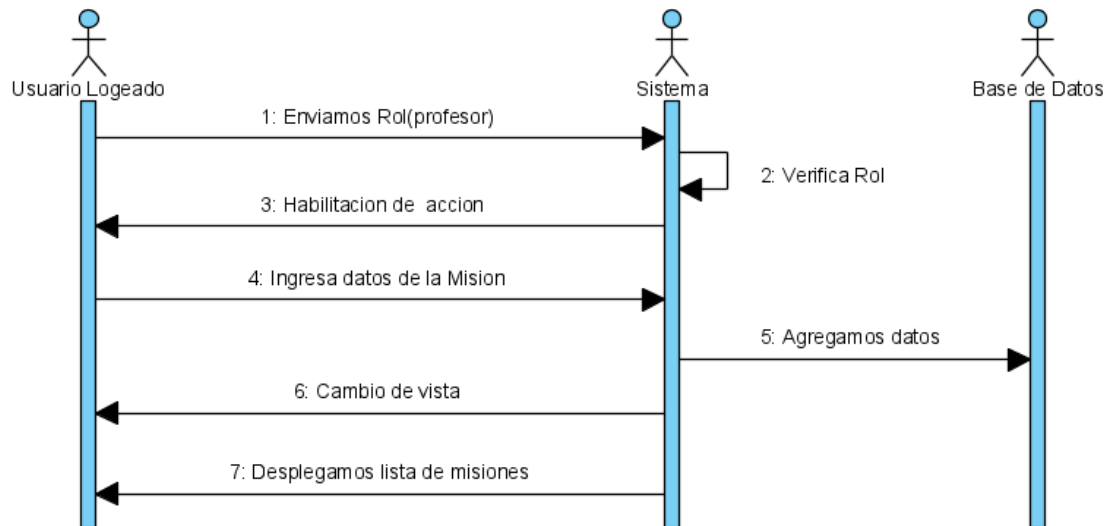 Usuario Logeado
Sistema
Base de Datos
1: Enviamos Rol(profesor)
2: Verifica Rol
3: Habilitacion de accion
4: Ingresa datos de la Mision
5: Agregamos datos
6: Cambio de vista
7: Desplegamos lista de misiones